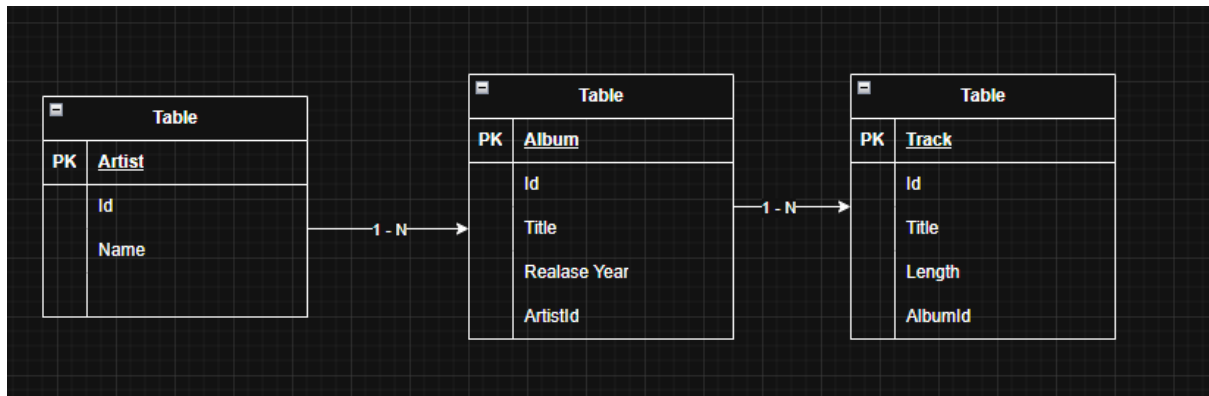 Table
PK Artist
Id
Name
1 - N
Table
PK Album
Id
Title
Realase Year
ArtistId
1 - N
Table
PK Track
Id
Title
Length
AlbumId